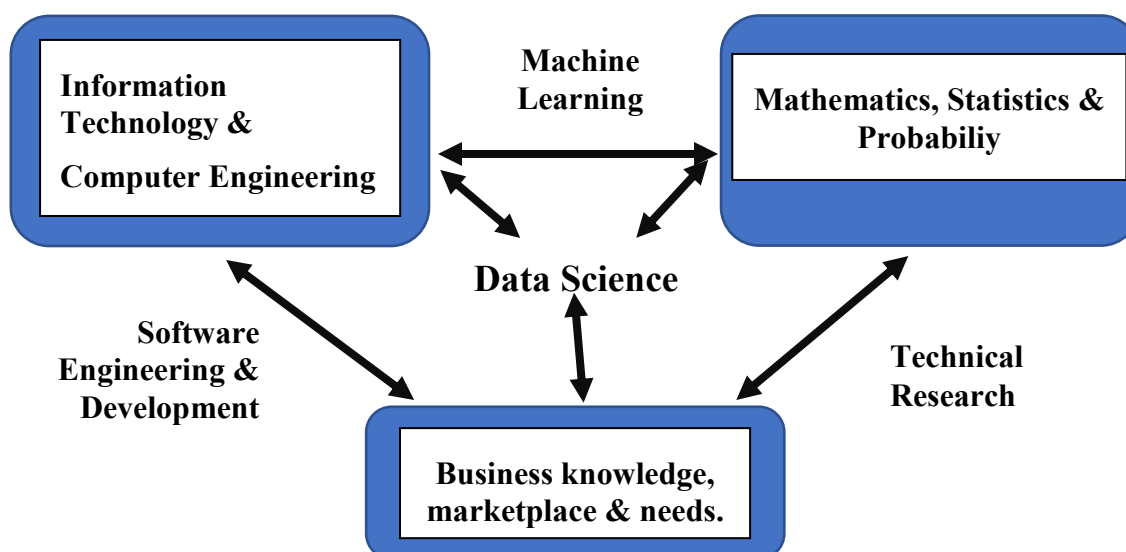 Information
Technology &
Computer Engineering
Machine
Learning
Mathematics, Statistics &
Probabiliy
Data Science
Software
Engineering &
Development
Technical
Research
Business knowledge,
marketplace & needs.